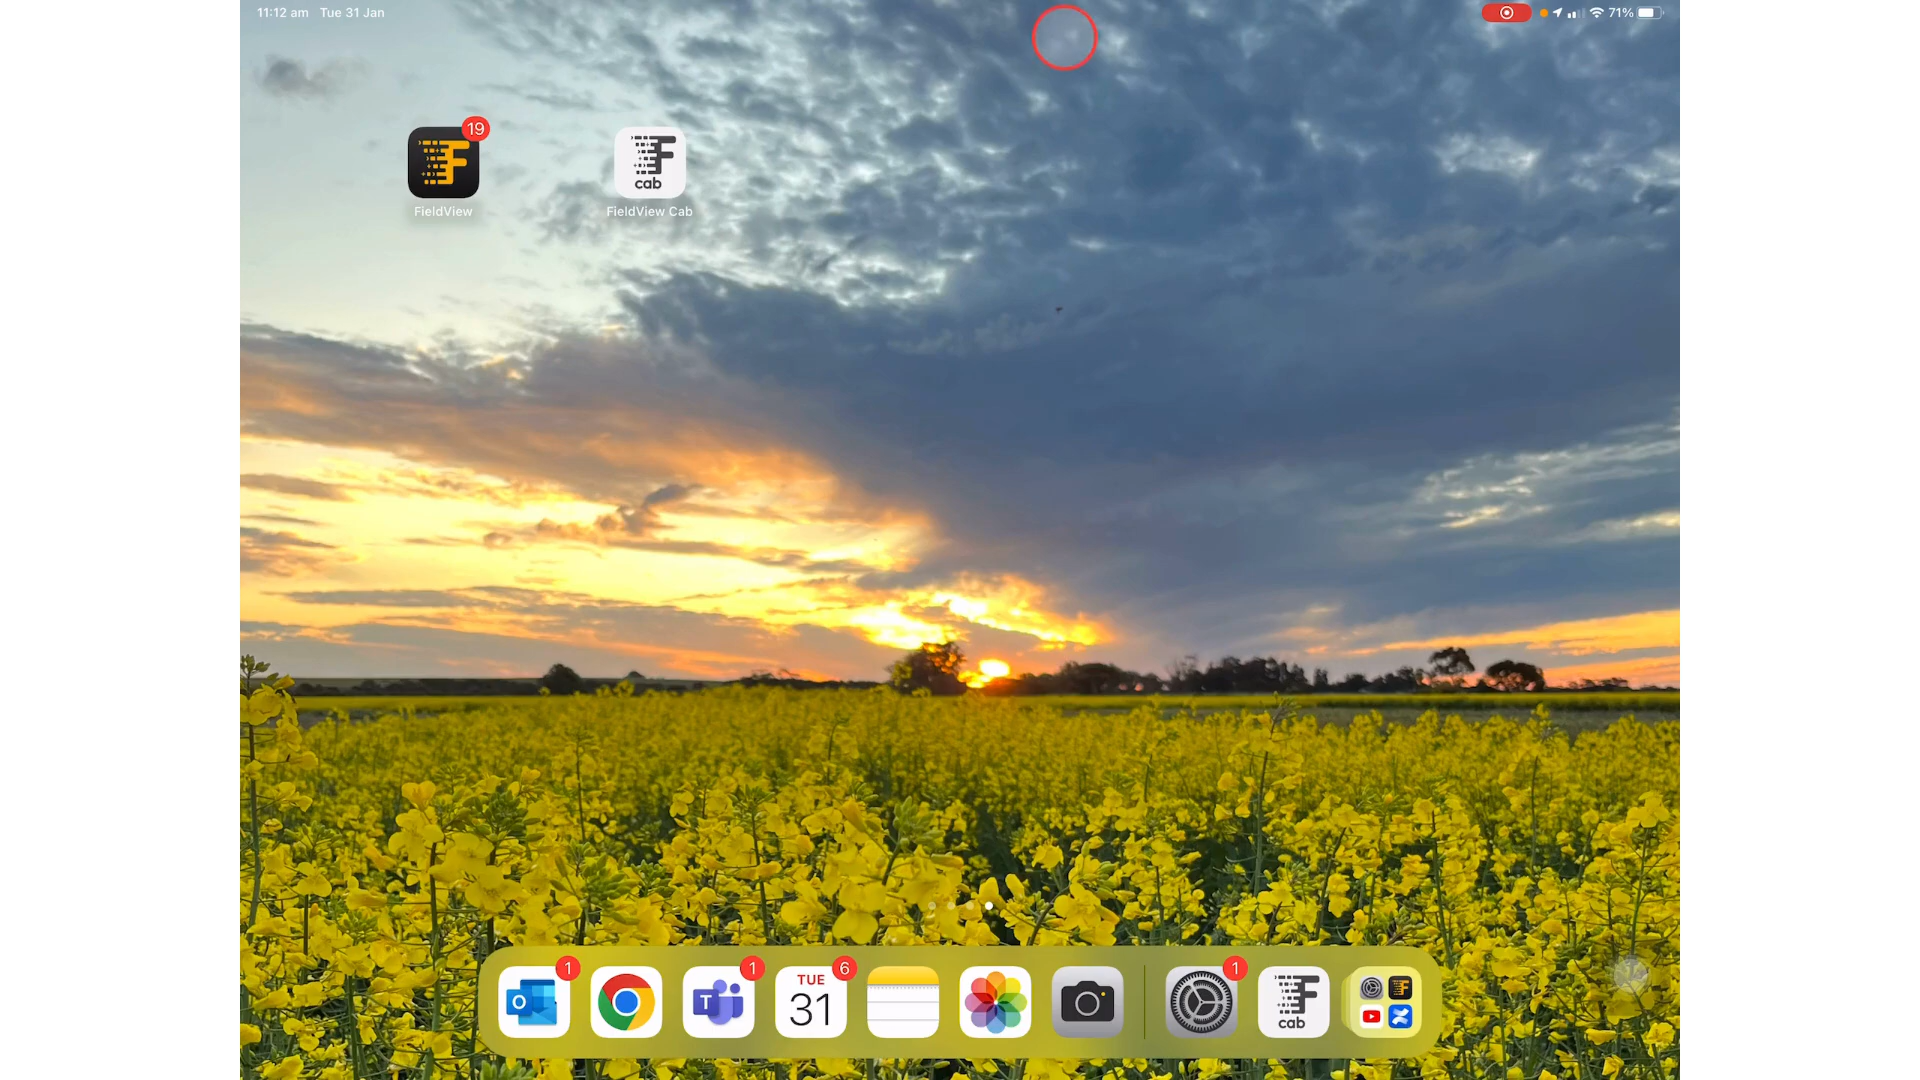 11:12 am Tue 31 Jan
71%
19
F
cab
FieldView
FieldView Cab
1
1
6
1
O
T
TUE
31
F
cab